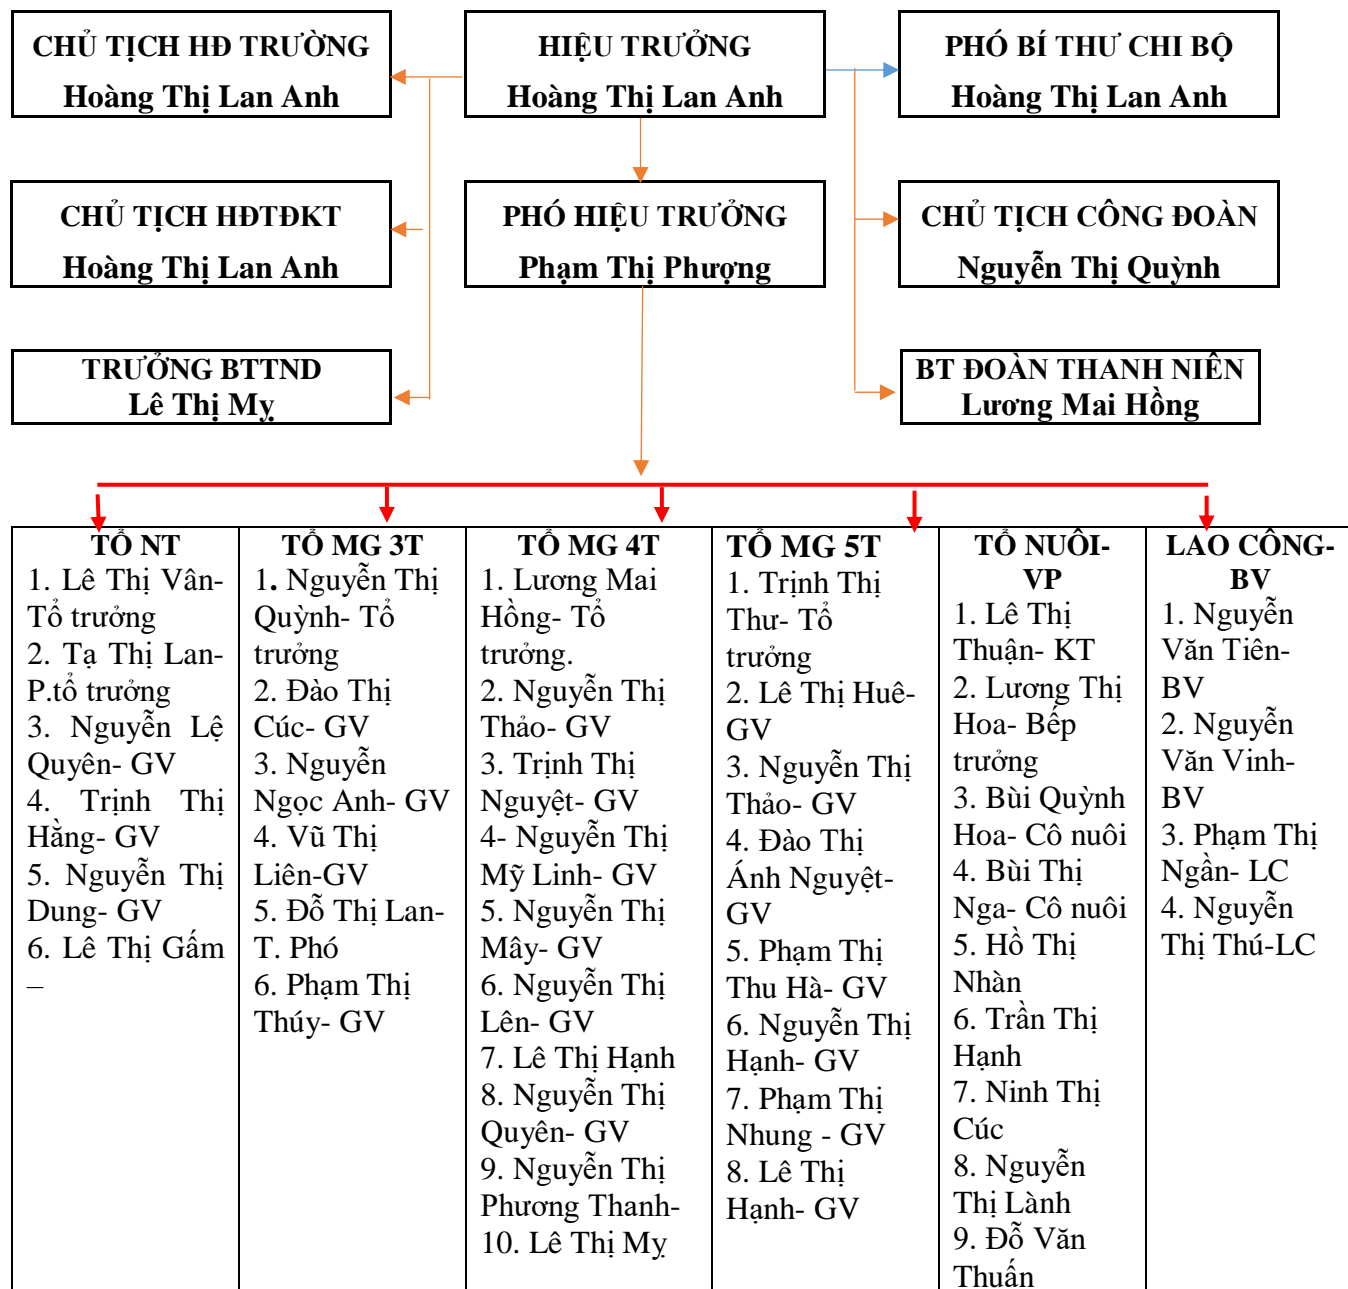 CHỦ TỊCH HĐ TRƯỜNG
Hoàng Thị Lan Anh
HIỆU TRƯỞNG
Hoàng Thị Lan Anh
PHÓ BÍ THƯ CHI BỘ
Hoàng Thị Lan Anh
CHỦ TỊCH HĐTĐKT
Hoàng Thị Lan Anh
PHÓ HIỆU TRƯỞNG
Phạm Thị Phượng
CHỦ TỊCH CÔNG ĐOÀN
Nguyễn Thị Quỳnh
TRƯỞNG BTTND
Lê Thị Mỵ
BT ĐOÀN THANH NIÊN
Lương Mai Hồng
TỔ NT
1. Lê Thị Vân-
Tổ trưởng
2. Tạ Thị Lan-
P.tổ trưởng
3. Nguyễn Lệ
Quyên- GV
4. Trịnh Thị
Hằng- GV
5. Nguyễn Thị
Dung- GV
6. Lê Thị Gấm
–
TỔ MG 3T
1. Nguyễn Thị
Quỳnh- Tổ
trưởng
2. Đào Thị
Cúc- GV
3. Nguyễn
Ngọc Anh- GV
4. Vũ Thị
Liên-GV
5. Đỗ Thị Lan-
T. Phó
6. Phạm Thị
Thúy- GV
TỔ MG 4T
1. Lương Mai
Hồng- Tổ
trưởng.
2. Nguyễn Thị
Thảo- GV
3. Trịnh Thị
Nguyệt- GV
4- Nguyễn Thị
Mỹ Linh- GV
5. Nguyễn Thị
Mây- GV
6. Nguyễn Thị
Lên- GV
7. Lê Thị Hạnh
8. Nguyễn Thị
Quyên- GV
9. Nguyễn Thị
Phương Thanh-
10. Lê Thị Mỵ
TỔ MG 5T
1. Trịnh Thị
Thư- Tổ
trưởng
2. Lê Thị Huê-
GV
3. Nguyễn Thị
Thảo- GV
4. Đào Thị
Ánh Nguyệt-
GV
5. Phạm Thị
Thu Hà- GV
6. Nguyễn Thị
Hạnh- GV
7. Phạm Thị
Nhung - GV
8. Lê Thị
Hạnh- GV
TỔ NUÔI-
VP
1. Lê Thị
Thuận- KT
2. Lương Thị
Hoa- Bếp
trưởng
3. Bùi Quỳnh
Hoa- Cô nuôi
4. Bùi Thị
Nga- Cô nuôi
5. Hồ Thị
Nhàn
6. Trần Thị
Hạnh
7. Ninh Thị
Cúc
8. Nguyễn
Thị Lành
9. Đỗ Văn
Thuấn
LAO CÔNG-
BV
1. Nguyễn
Văn Tiên-
BV
2. Nguyễn
Văn Vinh-
BV
3. Phạm Thị
Ngần- LC
4. Nguyễn
Thị Thú-LC